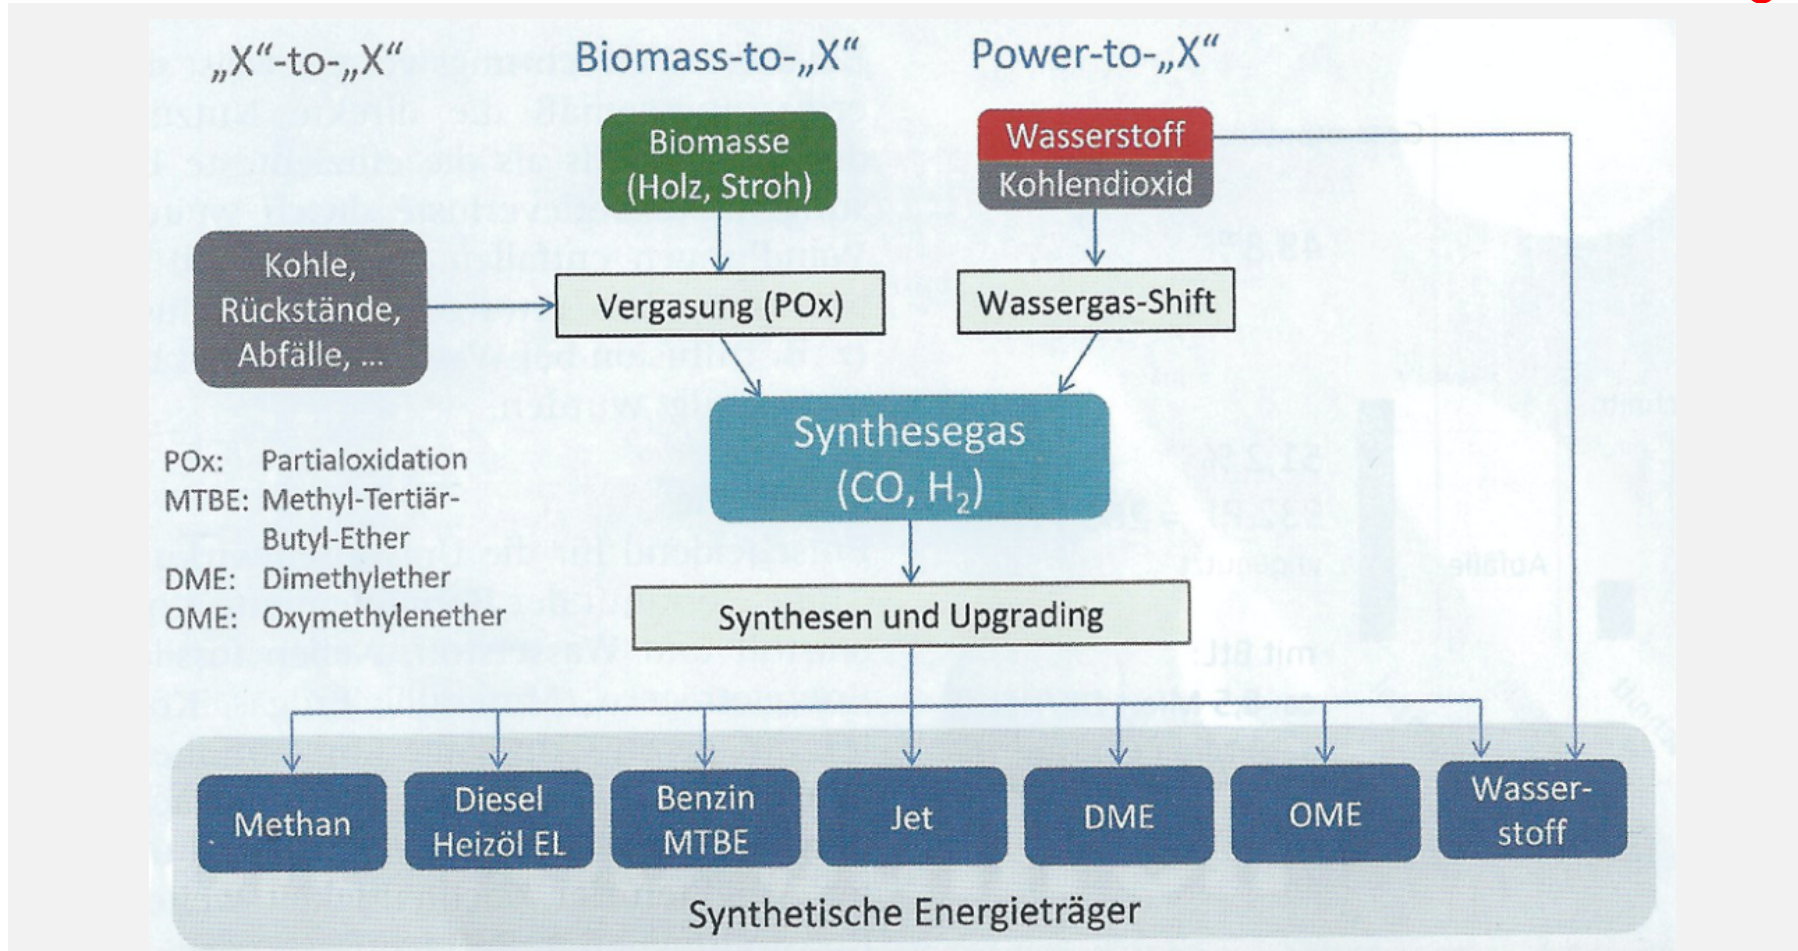 „X“-to-„X“
Biomass-to-„X“
Power-to-„X“
Biomasse
(Holz, Stroh)
Wasserstoff
Kohlendioxid
Kohle,
Rückstände,
Abfälle, ...
Vergasung (POx)
Wassergas-Shift
Synthesegas
(CO, H₂)
POx: Partialoxidation
MTBE: Methyl-Tertiär-
Butyl-Ether
DME: Dimethylether
OME: Oxymethylenether
Synthesen und Upgrading
Methan
Diesel
Heizöl EL
Benzin
MTBE
Jet
DME
OME
Wasser-
stoff
Synthetische Energieträger